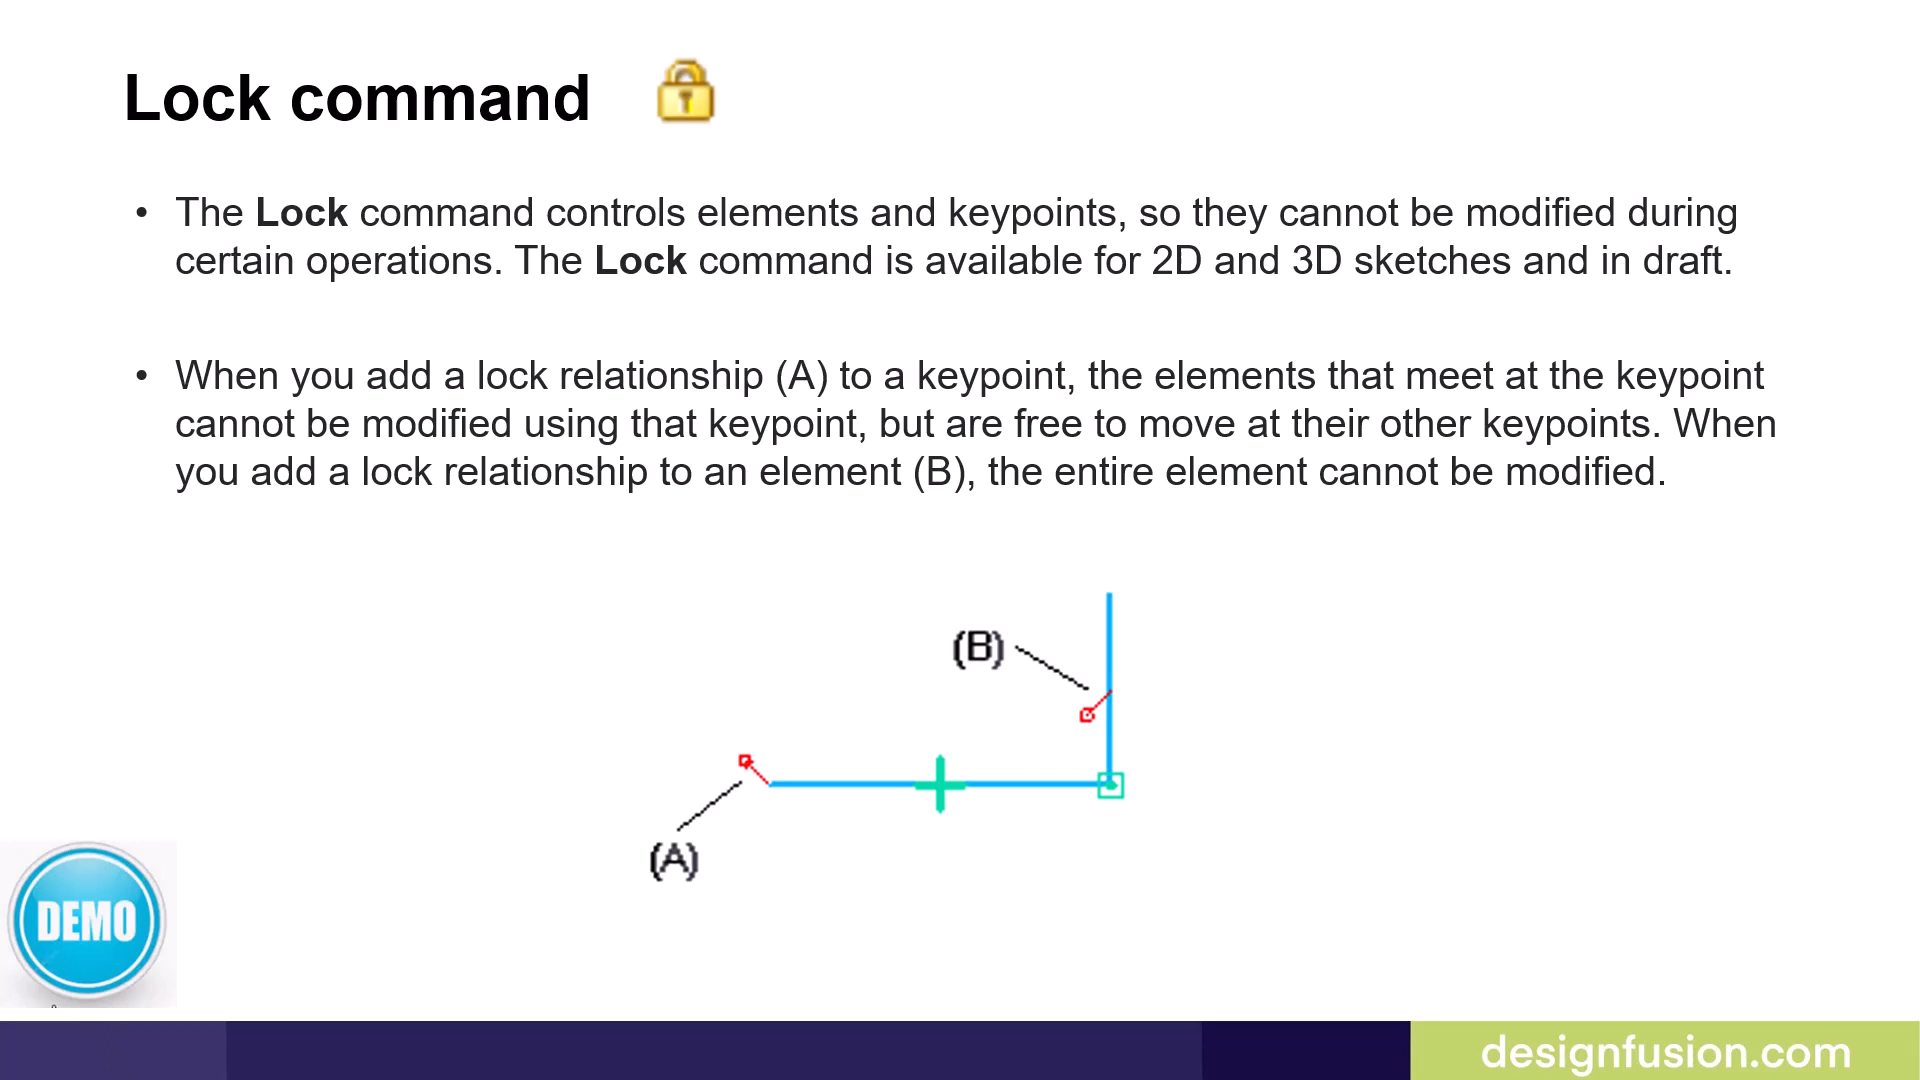 Lock command
• The Lock command controls elements and keypoints, so they cannot be modified during
certain operations. The Lock command is available for 2D and 3D sketches and in draft.
• When you add a lock relationship (A) to a keypoint, the elements that meet at the keypoint
cannot be modified using that keypoint, but are free to move at their other keypoints. When
you add a lock relationship to an element (B), the entire element cannot be modified.
(B)
(A)
DEMO
designfusion.com